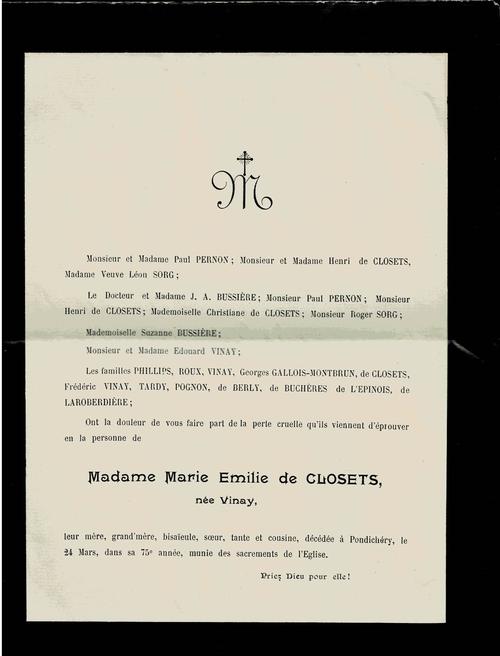 M
Monsieur et Madame Paul PERNON ; Monsieur et Madame Henri de CLOSETS,
Madame Veuve Léon SORG ;
Le Docteur et Madame J. A. BUSSIÈRE ; Monsieur Paul PERNON ; Monsieur
Henri de CLOSETS ; Mademoiselle Christiane de CLOSETS ; Monsieur Roger SORG ;
Mademoiselle Suzanne BUSSIÈRE ;
Monsieur et Madame Edouard VINAY ;
Les familles PHILLIPS, ROUX, VINAY, Georges GALLOIS-MONTBRUN, de CLOSETS,
Frédéric VINAY, TARDY, POGNON, de BERLY, de BUCHÈRES de L'EPINOIS, de
LAROBERDIÈRE ;
Ont la douleur de vous faire part de la perte cruelle qu'ils viennent d'éprouver
en la personne de
Madame Marie Emilie de CLOSETS,
née Vinay,
leur mère, grand'mère, bisaïeule, sœur, tante et cousine, décédée à Pondichéry, le
24 Mars, dans sa 75e année, munie des sacrements de l'Eglise.
Priez Dieu pour elle !